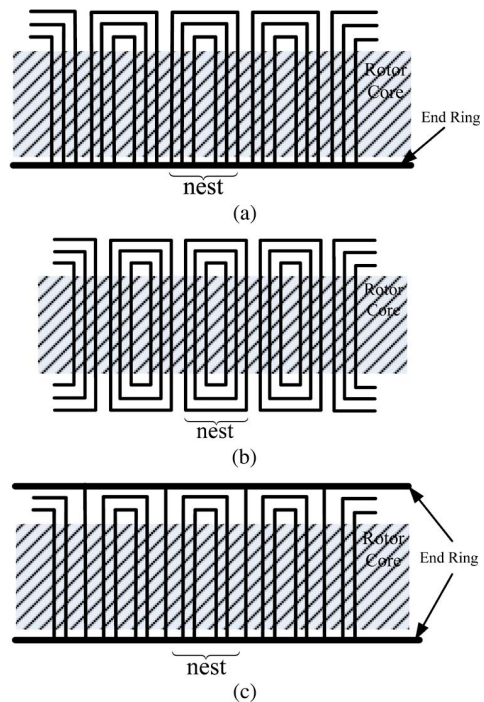 Rotor
Core
End Ring
nest
(a)
Rotor
Core
nest
(b)
Rotor
Core
End Ring
nest
(c)